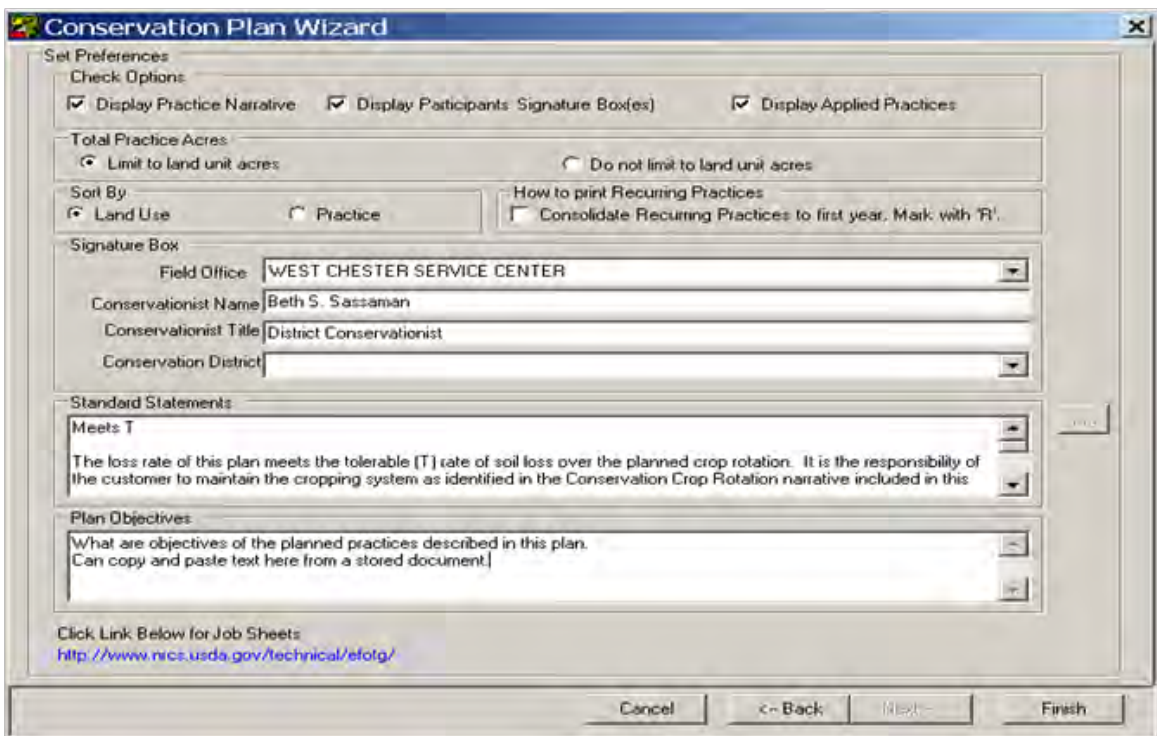 Conservation Plan Wizard
Set Preferences
Check Options
Display Practice Narrative Display Participants Signature Box(es) Display Applied Practices
Total Practice Acres
Limit to land unit acres Do not limit to land unit acres
Sort By How to print Recurring Practices
Land Use Practice Consolidate Recurring Practices to first year. Mark with 'R'.
Signature Box
Field Office WEST CHESTER SERVICE CENTER
Conservationist Name Beth S. Sassaman
Conservationist Title District Conservationist
Conservation District
Standard Statements
Meets T
The loss rate of this plan meets the tolerable (T) rate of soil loss over the planned crop rotation. It is the responsibility of
the customer to maintain the cropping system as identified in the Conservation Crop Rotation narrative included in this
Plan Objectives
What are objectives of the planned practices described in this plan.
Can copy and paste text here from a stored document.
Click Link Below for Job Sheets
http://www.nrcs.usda.gov/technical/efotg/
Cancel <- Back Next Finish